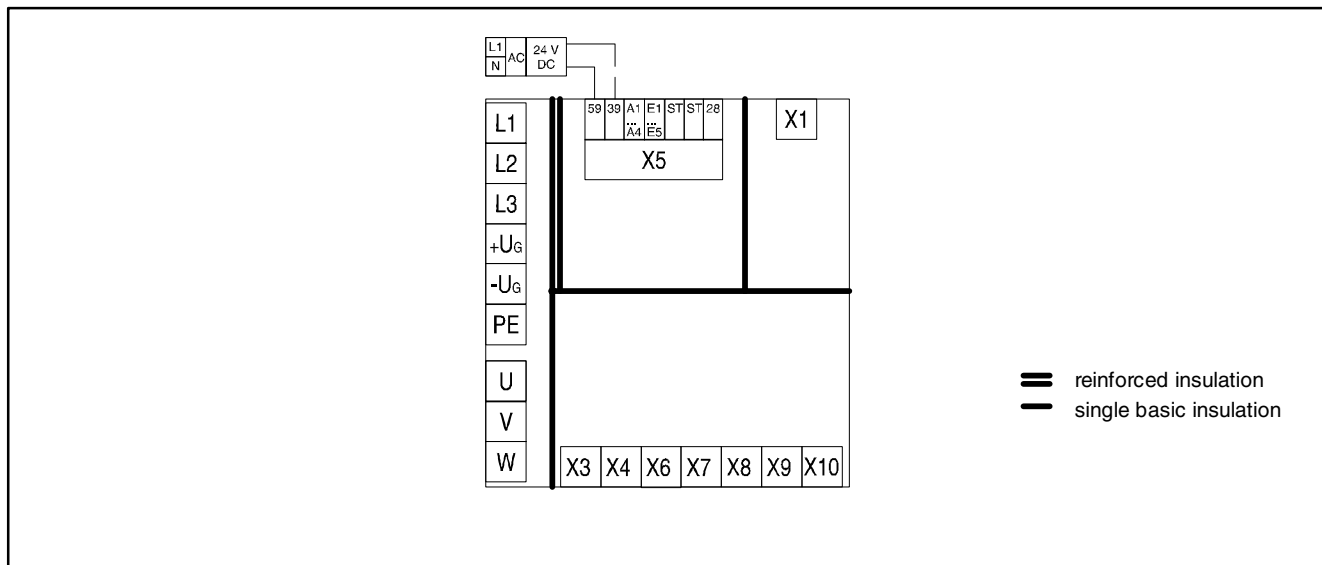 L1 AC 24 V
N DC
59 39 A1 E1 ST ST 28
... ...
A4 E5
X5
X1
L1
L2
L3
+UG
-UG
PE
U
V
W
X3 X4 X6 X7 X8 X9 X10
reinforced insulation
single basic insulation